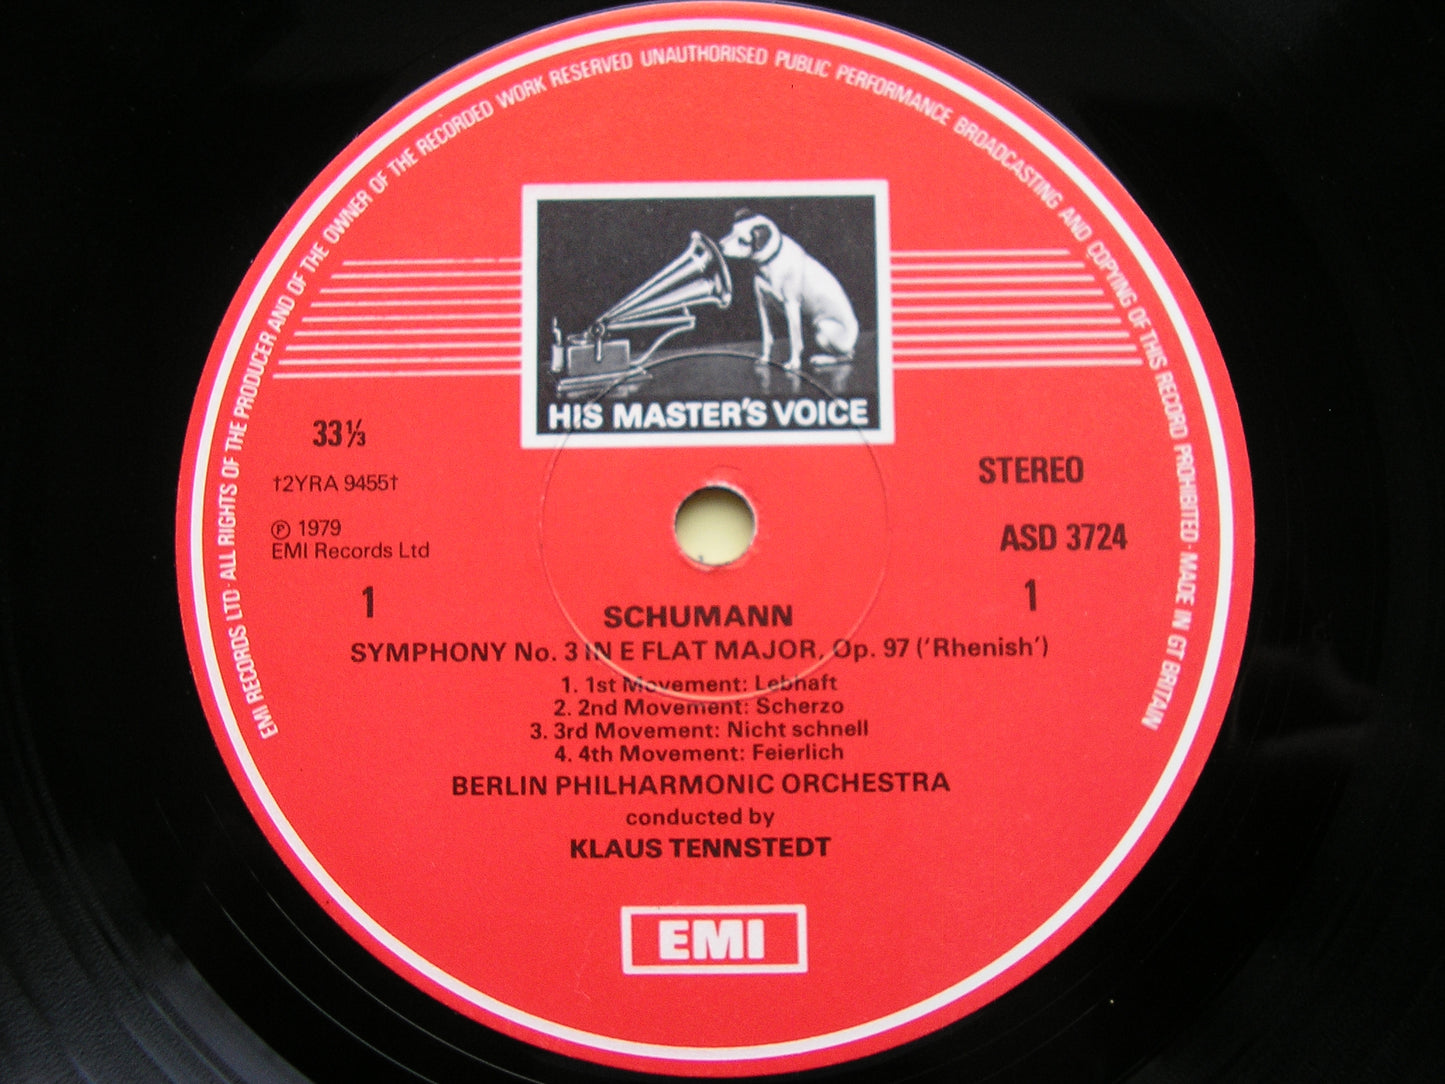 EMI RECORDS LTD · ALL RIGHTS OF THE PRODUCER AND OF THE OWNER OF THE RECORDED WORK RESERVED UNAUTHORISED PUBLIC PERFORMANCE BROADCASTING AND COPYING OF THIS RECORD PROHIBITED · MADE IN GT BRITAIN
HIS MASTER'S VOICE
33⅓
STEREO
†2YRA 9455†
℗ 1979
EMI Records Ltd
ASD 3724
1
1
SCHUMANN
SYMPHONY No. 3 IN E FLAT MAJOR, Op. 97 ('Rhenish')
1. 1st Movement: Lebhaft
2. 2nd Movement: Scherzo
3. 3rd Movement: Nicht schnell
4. 4th Movement: Feierlich
BERLIN PHILHARMONIC ORCHESTRA
conducted by
KLAUS TENNSTEDT
EMI